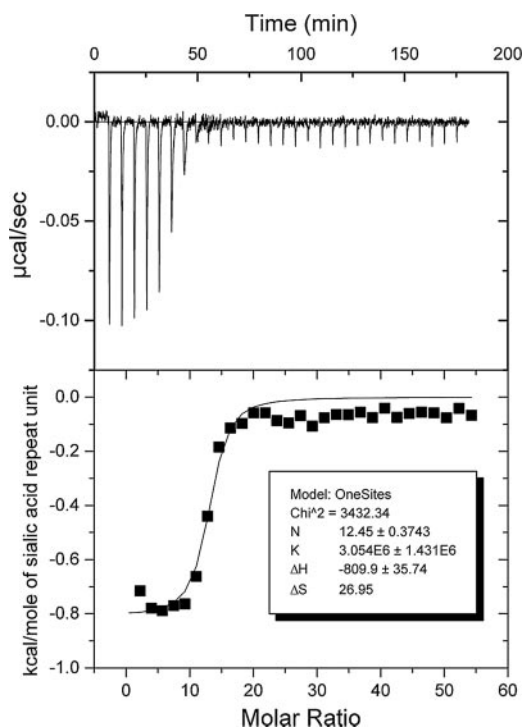 Time (min)
0 50 100 150 200
0.00
-0.05
-0.10
µcal/sec
0.0
-0.2
-0.4
-0.6
-0.8
-1.0
kcal/mole of sialic acid repeat unit
Model: OneSites
Chi^2 = 3432.34
N 12.45 ± 0.3743
K 3.054E6 ± 1.431E6
ΔH -809.9 ± 35.74
ΔS 26.95
0 10 20 30 40 50 60
Molar Ratio